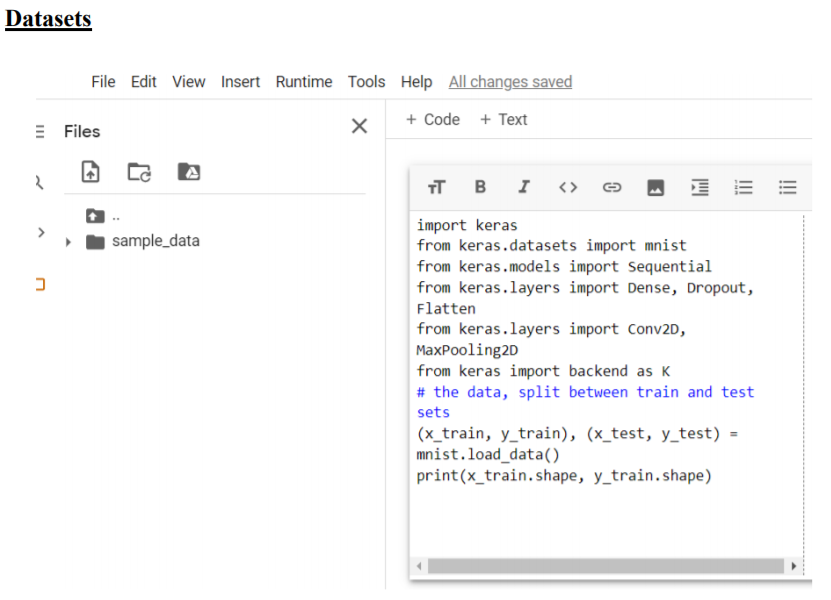 Datasets
File Edit View Insert Runtime Tools Help All changes saved
Files
+ Code + Text
..
sample_data
import keras
from keras.datasets import mnist
from keras.models import Sequential
from keras.layers import Dense, Dropout,
Flatten
from keras.layers import Conv2D,
MaxPooling2D
from keras import backend as K
# the data, split between train and test
sets
(x_train, y_train), (x_test, y_test) =
mnist.load_data()
print(x_train.shape, y_train.shape)